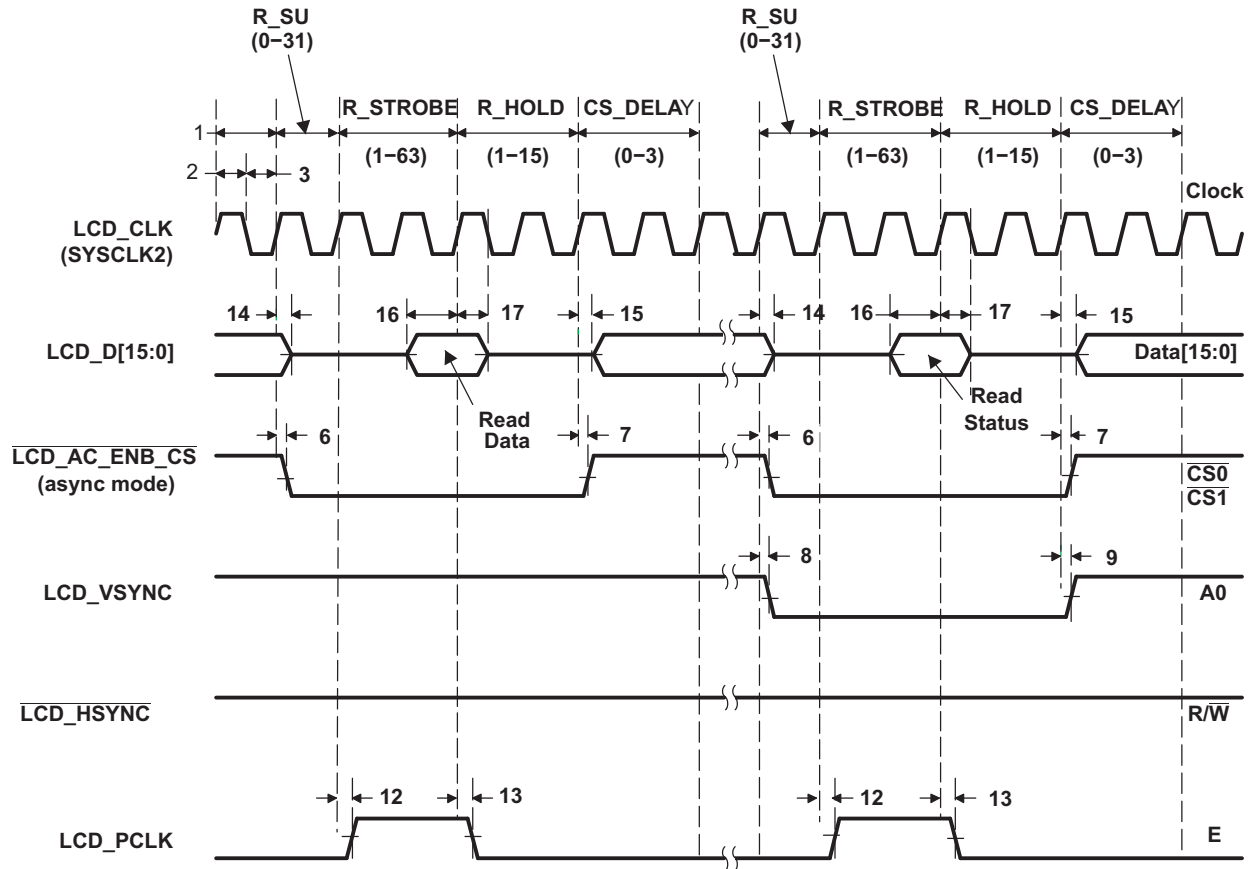 R_SU
(0−31)
R_SU
(0−31)
R_STROBE R_HOLD CS_DELAY R_STROBE R_HOLD CS_DELAY
1
(1−63) (1−15) (0−3) (1−63) (1−15) (0−3)
2 3
Clock
LCD_CLK
(SYSCLK2)
14 16 17 15 14 16 17 15
LCD_D[15:0] Data[15:0]
Read
Data
Read
Status
6 7 6 7
LCD_AC_ENB_CS
(async mode)
CS0
CS1
8 9
LCD_VSYNC A0
LCD_HSYNC R/W
12 13 12 13
LCD_PCLK E